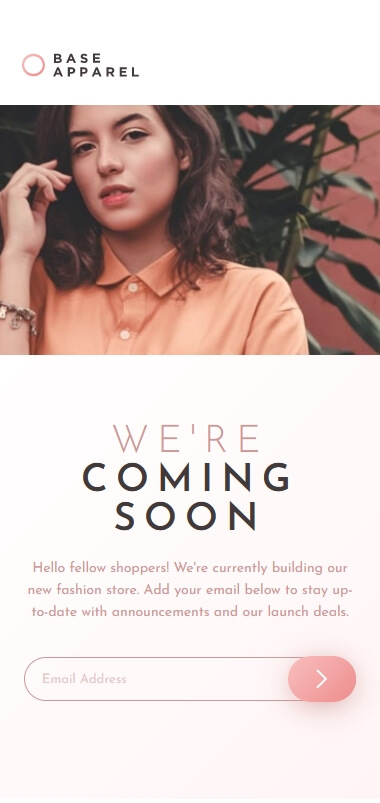 BASE
APPAREL
WE'RE
COMING
SOON
Hello fellow shoppers! We're currently building our
new fashion store. Add your email below to stay up-
to-date with announcements and our launch deals.
Email Address